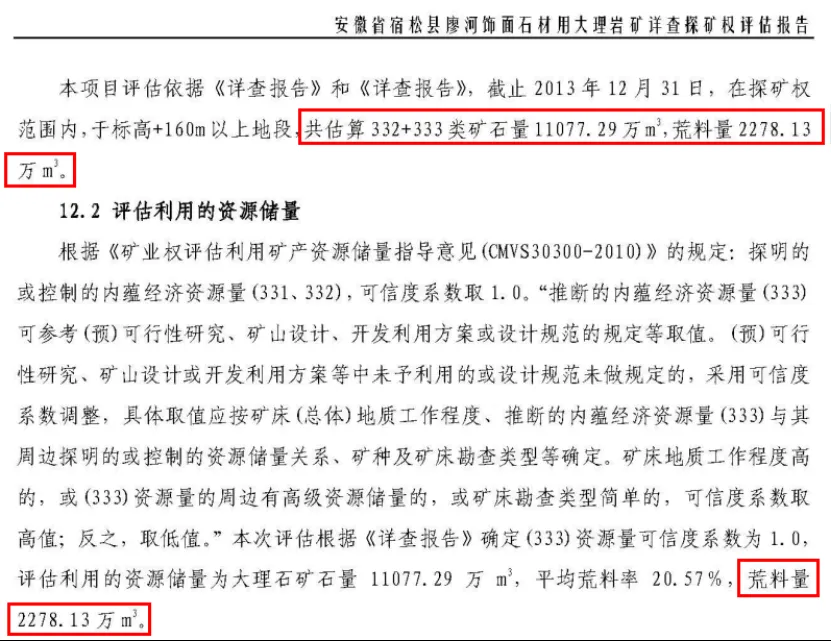 安徽省宿松县廖河饰面石材用大理岩矿详查探矿权评估报告
本项目评估依据《详查报告》和《详查报告》，截止 2013 年 12 月 31 日，在探矿权
范围内，于标高+160m 以上地段，共估算 332+333 类矿石量 11077.29 万 m³，荒料量 2278.13
万 m³。
12.2 评估利用的资源储量
根据《矿业权评估利用矿产资源储量指导意见(CMVS30300-2010)》的规定：探明的
或控制的内蕴经济资源量(331、332)，可信度系数取 1.0。“推断的内蕴经济资源量(333)
可参考(预)可行性研究、矿山设计、开发利用方案或设计规范的规定等取值。(预)可行
性研究、矿山设计或开发利用方案等中未予利用的或设计规范未做规定的，采用可信度
系数调整，具体取值应按矿床(总体)地质工作程度、推断的内蕴经济资源量(333)与其
周边探明的或控制的资源储量关系、矿种及矿床勘查类型等确定。矿床地质工作程度高
的，或(333)资源量的周边有高级资源储量的，或矿床勘查类型简单的，可信度系数取
高值；反之，取低值。”本次评估根据《详查报告》确定(333)资源量可信度系数为 1.0，
评估利用的资源储量为大理石矿石量 11077.29 万 m³，平均荒料率 20.57%，荒料量
2278.13 万 m³。